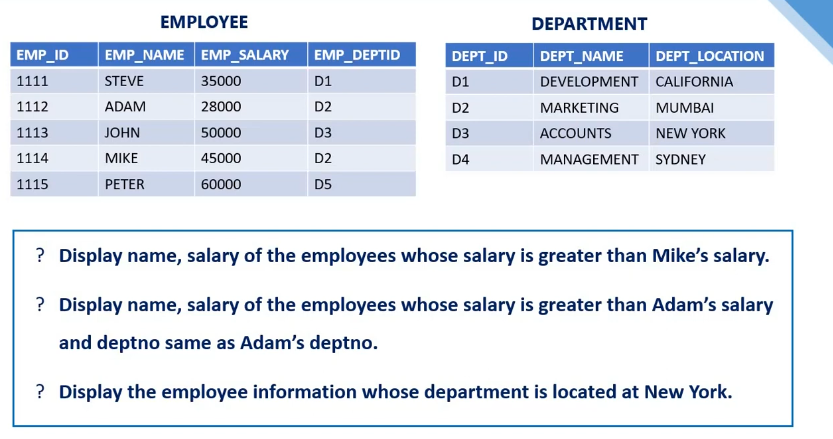 EMPLOYEE
EMP_ID EMP_NAME EMP_SALARY EMP_DEPTID
1111 STEVE 35000 D1
1112 ADAM 28000 D2
1113 JOHN 50000 D3
1114 MIKE 45000 D2
1115 PETER 60000 D5
DEPARTMENT
DEPT_ID DEPT_NAME DEPT_LOCATION
D1 DEVELOPMENT CALIFORNIA
D2 MARKETING MUMBAI
D3 ACCOUNTS NEW YORK
D4 MANAGEMENT SYDNEY
? Display name, salary of the employees whose salary is greater than Mike’s salary.
? Display name, salary of the employees whose salary is greater than Adam’s salary
and deptno same as Adam’s deptno.
? Display the employee information whose department is located at New York.